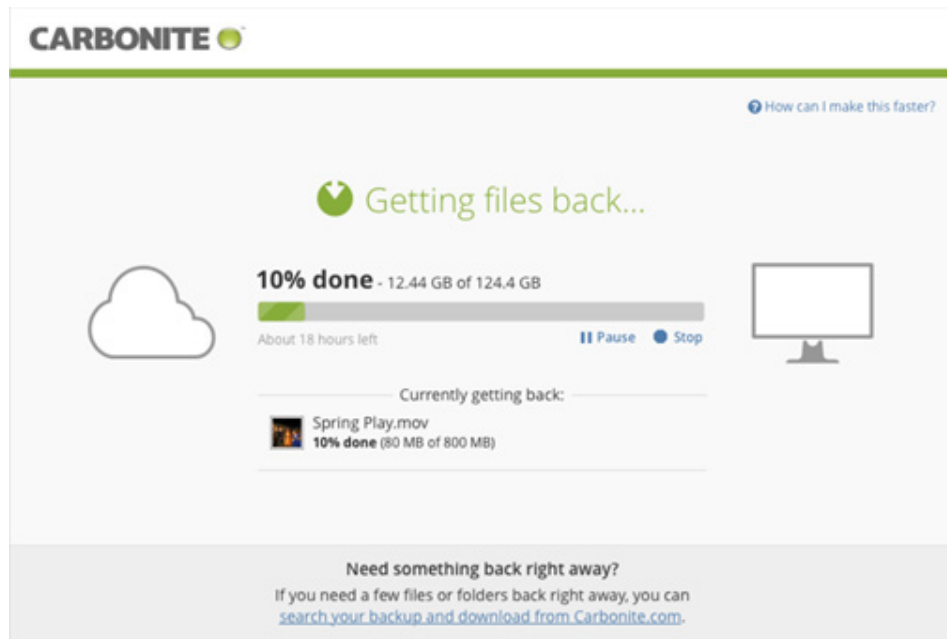 CARBONITE
How can I make this faster?
Getting files back...
10% done - 12.44 GB of 124.4 GB
About 18 hours left
Pause
Stop
Currently getting back:
Spring Play.mov
10% done (80 MB of 800 MB)
Need something back right away?
If you need a few files or folders back right away, you can
search your backup and download from Carbonite.com.